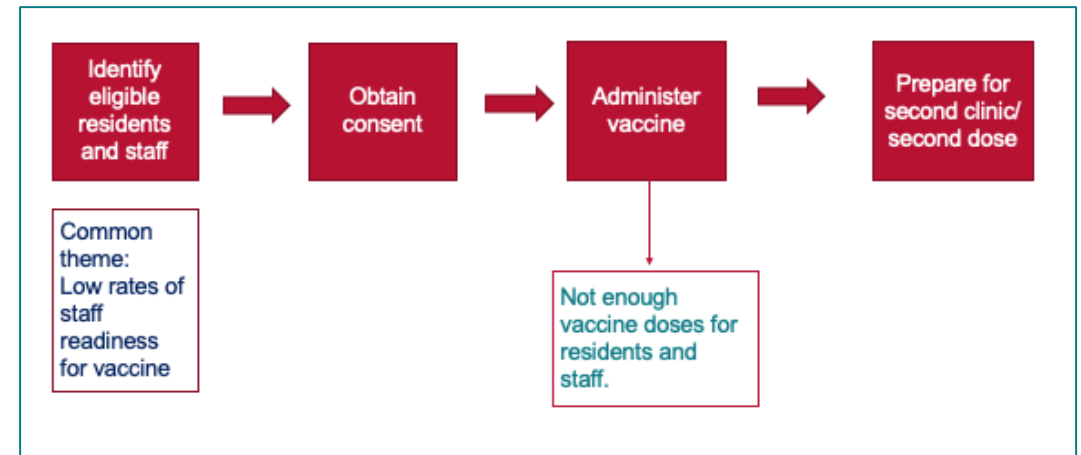 Identify
eligible
residents
and staff
Obtain
consent
Administer
vaccine
Prepare for
second clinic/
second dose
Common
theme:
Low rates of
staff
readiness
for vaccine
Not enough
vaccine doses for
residents and
staff.